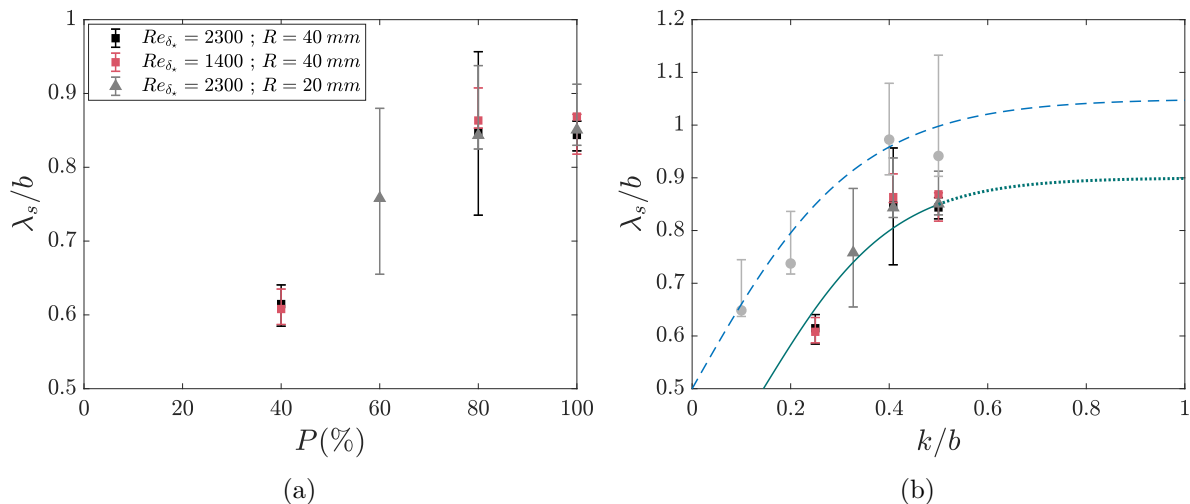 1
0.9
0.8
0.7
0.6
0.5
λ_s/b
Re_{δ⋆} = 2300 ; R = 40 mm
Re_{δ⋆} = 1400 ; R = 40 mm
Re_{δ⋆} = 2300 ; R = 20 mm
0 20 40 60 80 100
P(%)
(a)
1.2
1.1
1
0.9
0.8
0.7
0.6
0.5
λ_s/b
0 0.2 0.4 0.6 0.8 1
k/b
(b)